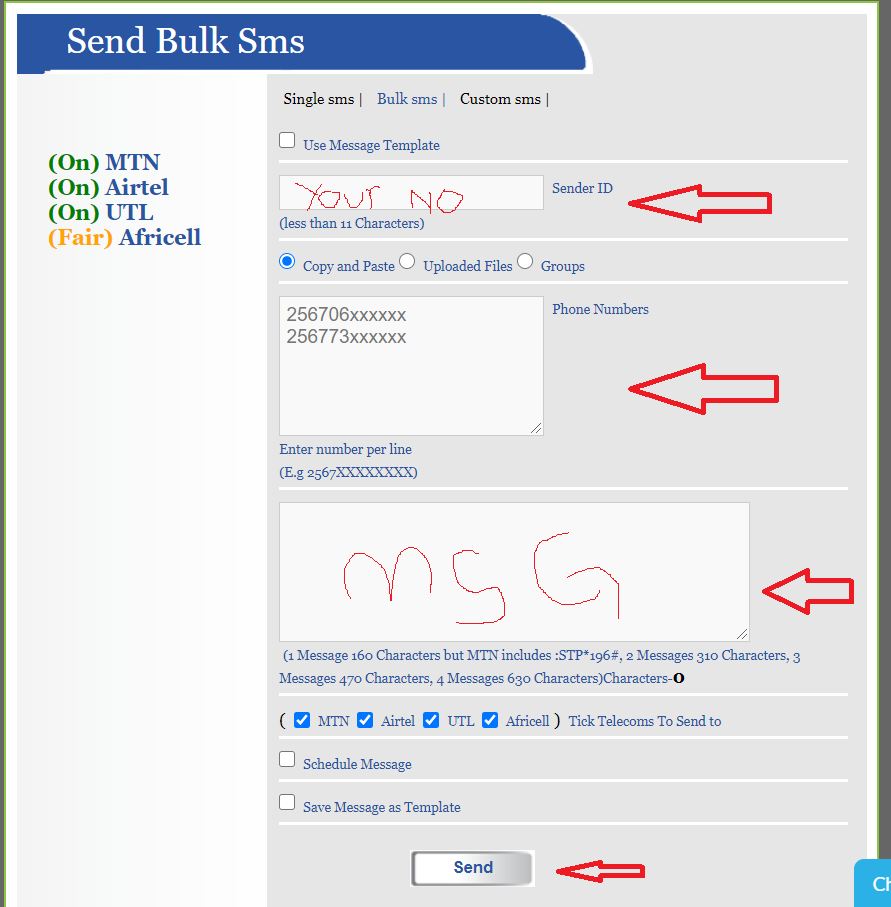 Send Bulk Sms
Single sms | Bulk sms | Custom sms |
(On) MTN
(On) Airtel
(On) UTL
(Fair) Africell
Use Message Template
Your NO
Sender ID
(less than 11 Characters)
Copy and Paste Uploaded Files Groups
256706xxxxxx
256773xxxxxx
Phone Numbers
Enter number per line
(E.g 2567XXXXXXXX)
MSG
(1 Message 160 Characters but MTN includes :STP*196#, 2 Messages 310 Characters, 3
Messages 470 Characters, 4 Messages 630 Characters)Characters-0
( MTN Airtel UTL Africell ) Tick Telecoms To Send to
Schedule Message
Save Message as Template
Send